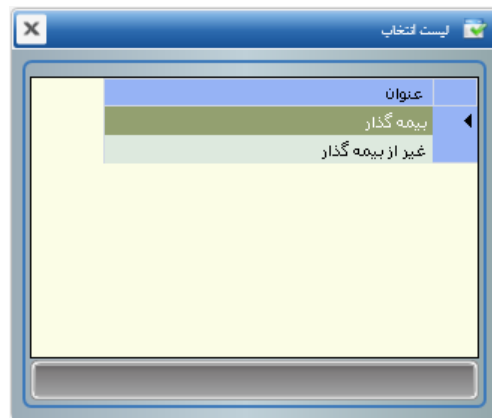 لیست انتخاب
عنوان
بیمه گذار
غیر از بیمه گذار